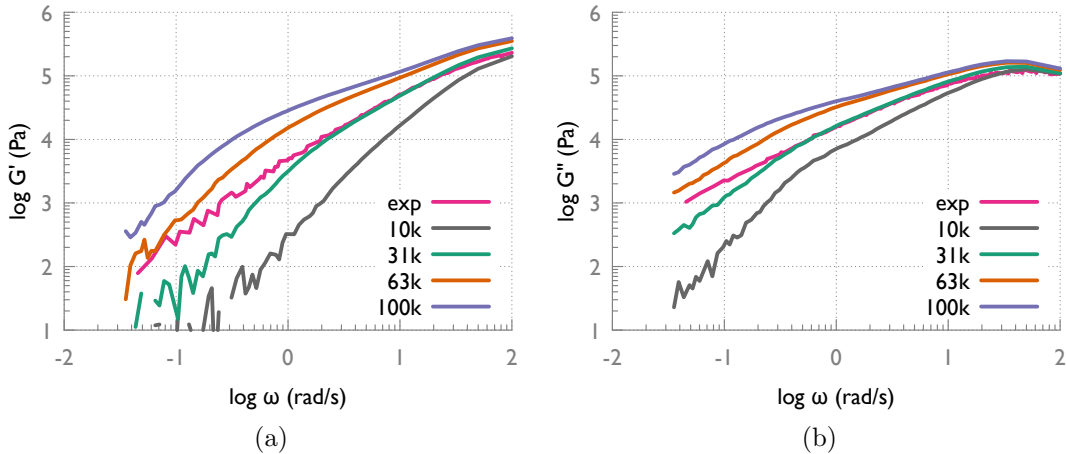 6
5
4
3
2
1
-2
-1
0
1
2
log G' (Pa)
log ω (rad/s)
exp
10k
31k
63k
100k
(a)
6
5
4
3
2
1
-2
-1
0
1
2
log G'' (Pa)
log ω (rad/s)
exp
10k
31k
63k
100k
(b)